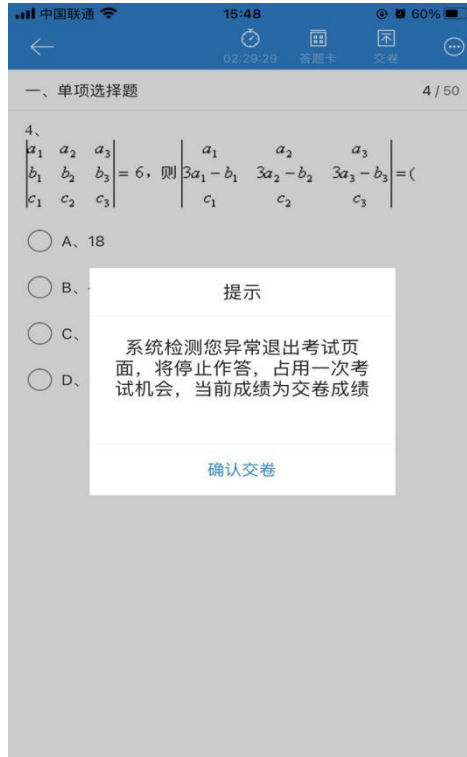 中国联通 15:48 60%
02:29:29 答题卡 交卷
一、单项选择题 4 / 50
4、
|a₁ a₂ a₃| |a₁ a₂ a₃|
|b₁ b₂ b₃| = 6，则 |3a₁ − b₁ 3a₂ − b₂ 3a₃ − b₃| = (
|c₁ c₂ c₃| |c₁ c₂ c₃|
A、18
B、
提示
C、
系统检测您异常退出考试页
D、
面，将停止作答，占用一次考
试机会，当前成绩为交卷成绩
确认交卷